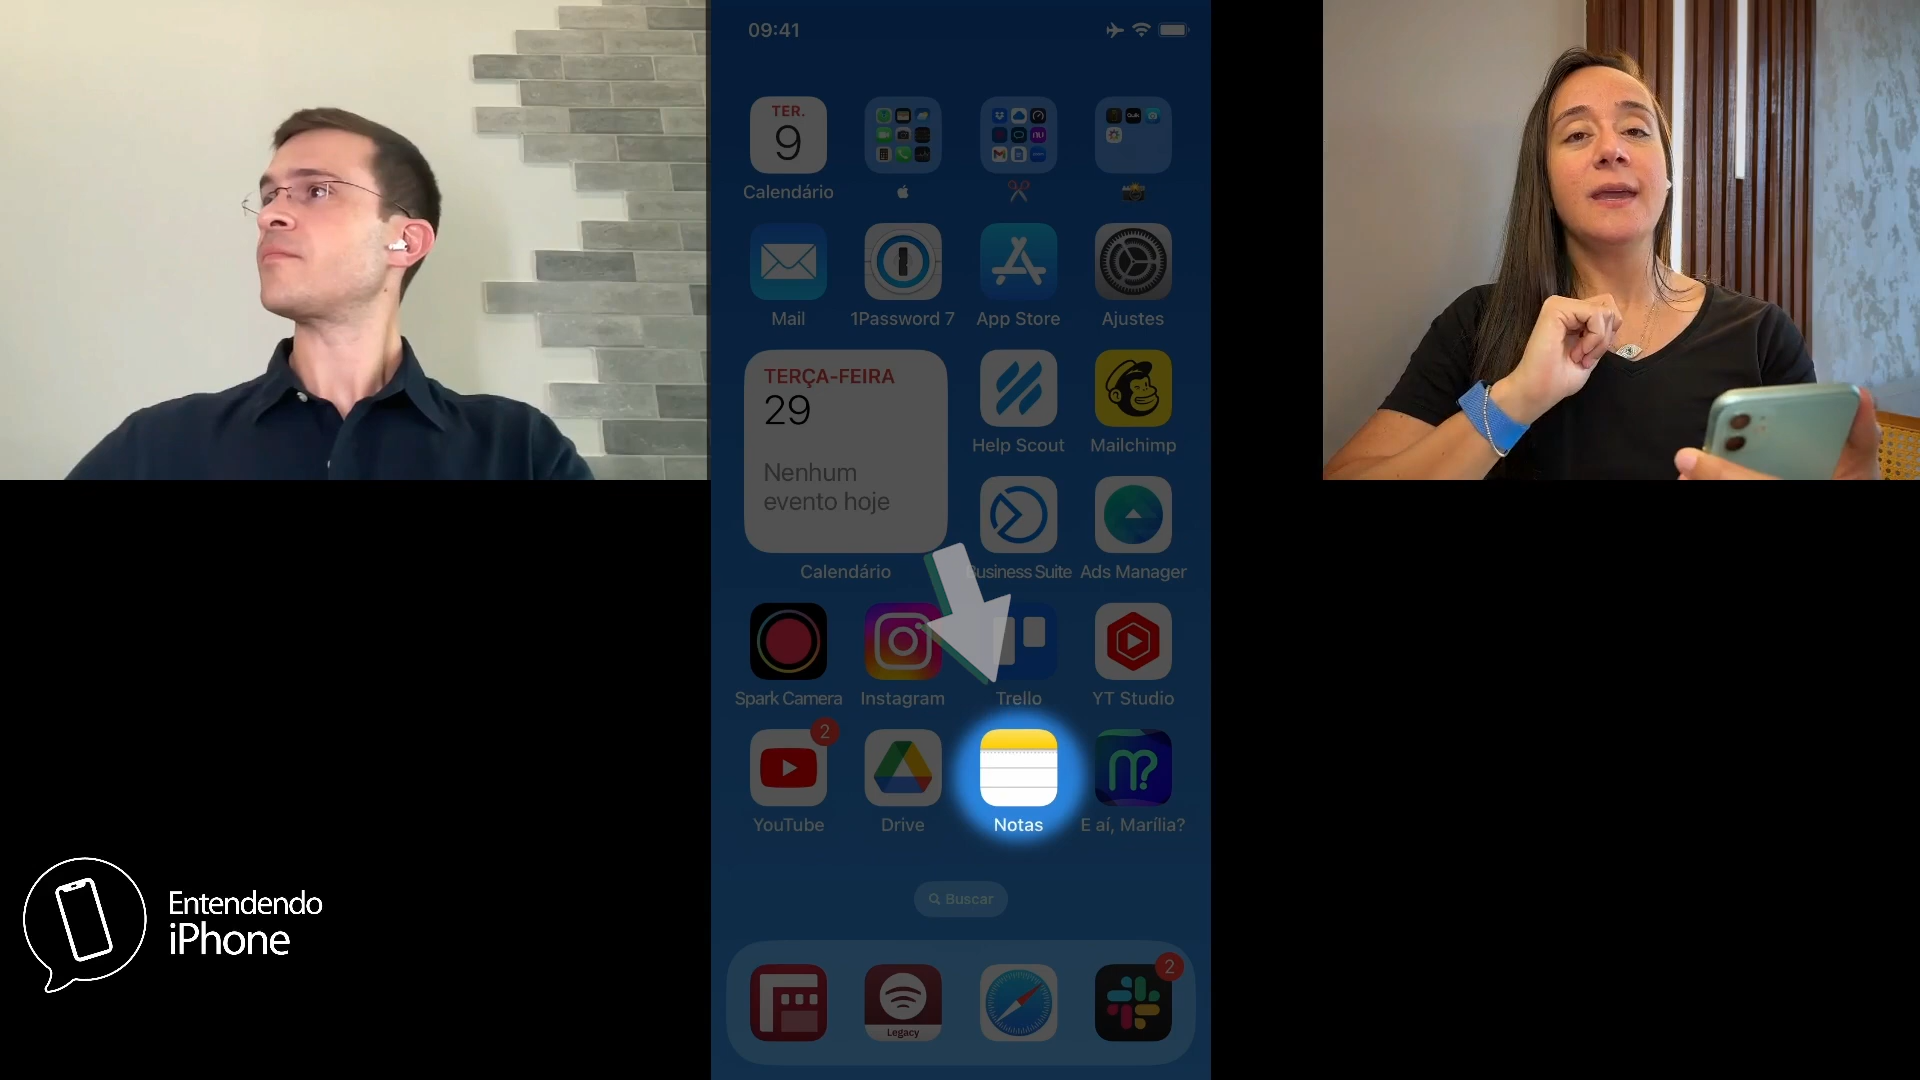 09:41
TER.
9
Calendário
Mail
1Password 7
App Store
Ajustes
TERÇA-FEIRA
29
Nenhum
evento hoje
Calendário
Help Scout
Mailchimp
Business Suite
Ads Manager
Spark Camera
Instagram
Trello
YT Studio
2
YouTube
Drive
Notas
m?
E aí, Marília?
Buscar
Legacy
2
Entendendo
iPhone